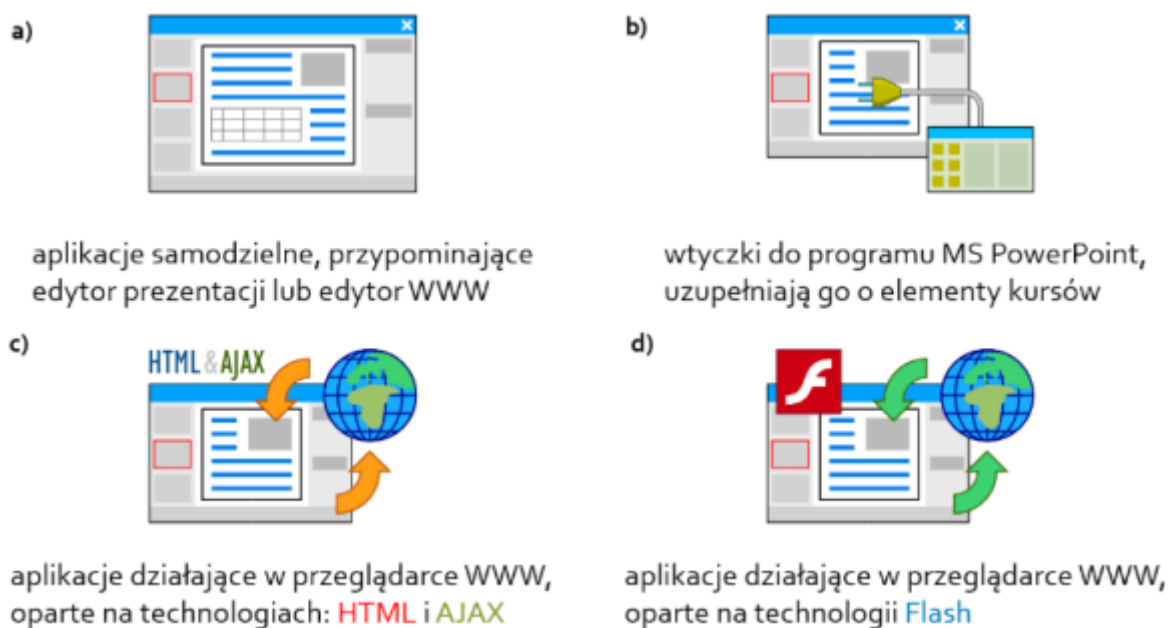 a)
b)
aplikacje samodzielne, przypominające
edytor prezentacji lub edytor WWW
wtyczki do programu MS PowerPoint,
uzupełniają go o elementy kursów
c)
HTML & AJAX
d)
aplikacje działające w przeglądarce WWW,
oparte na technologiach: HTML i AJAX
aplikacje działające w przeglądarce WWW,
oparte na technologii Flash